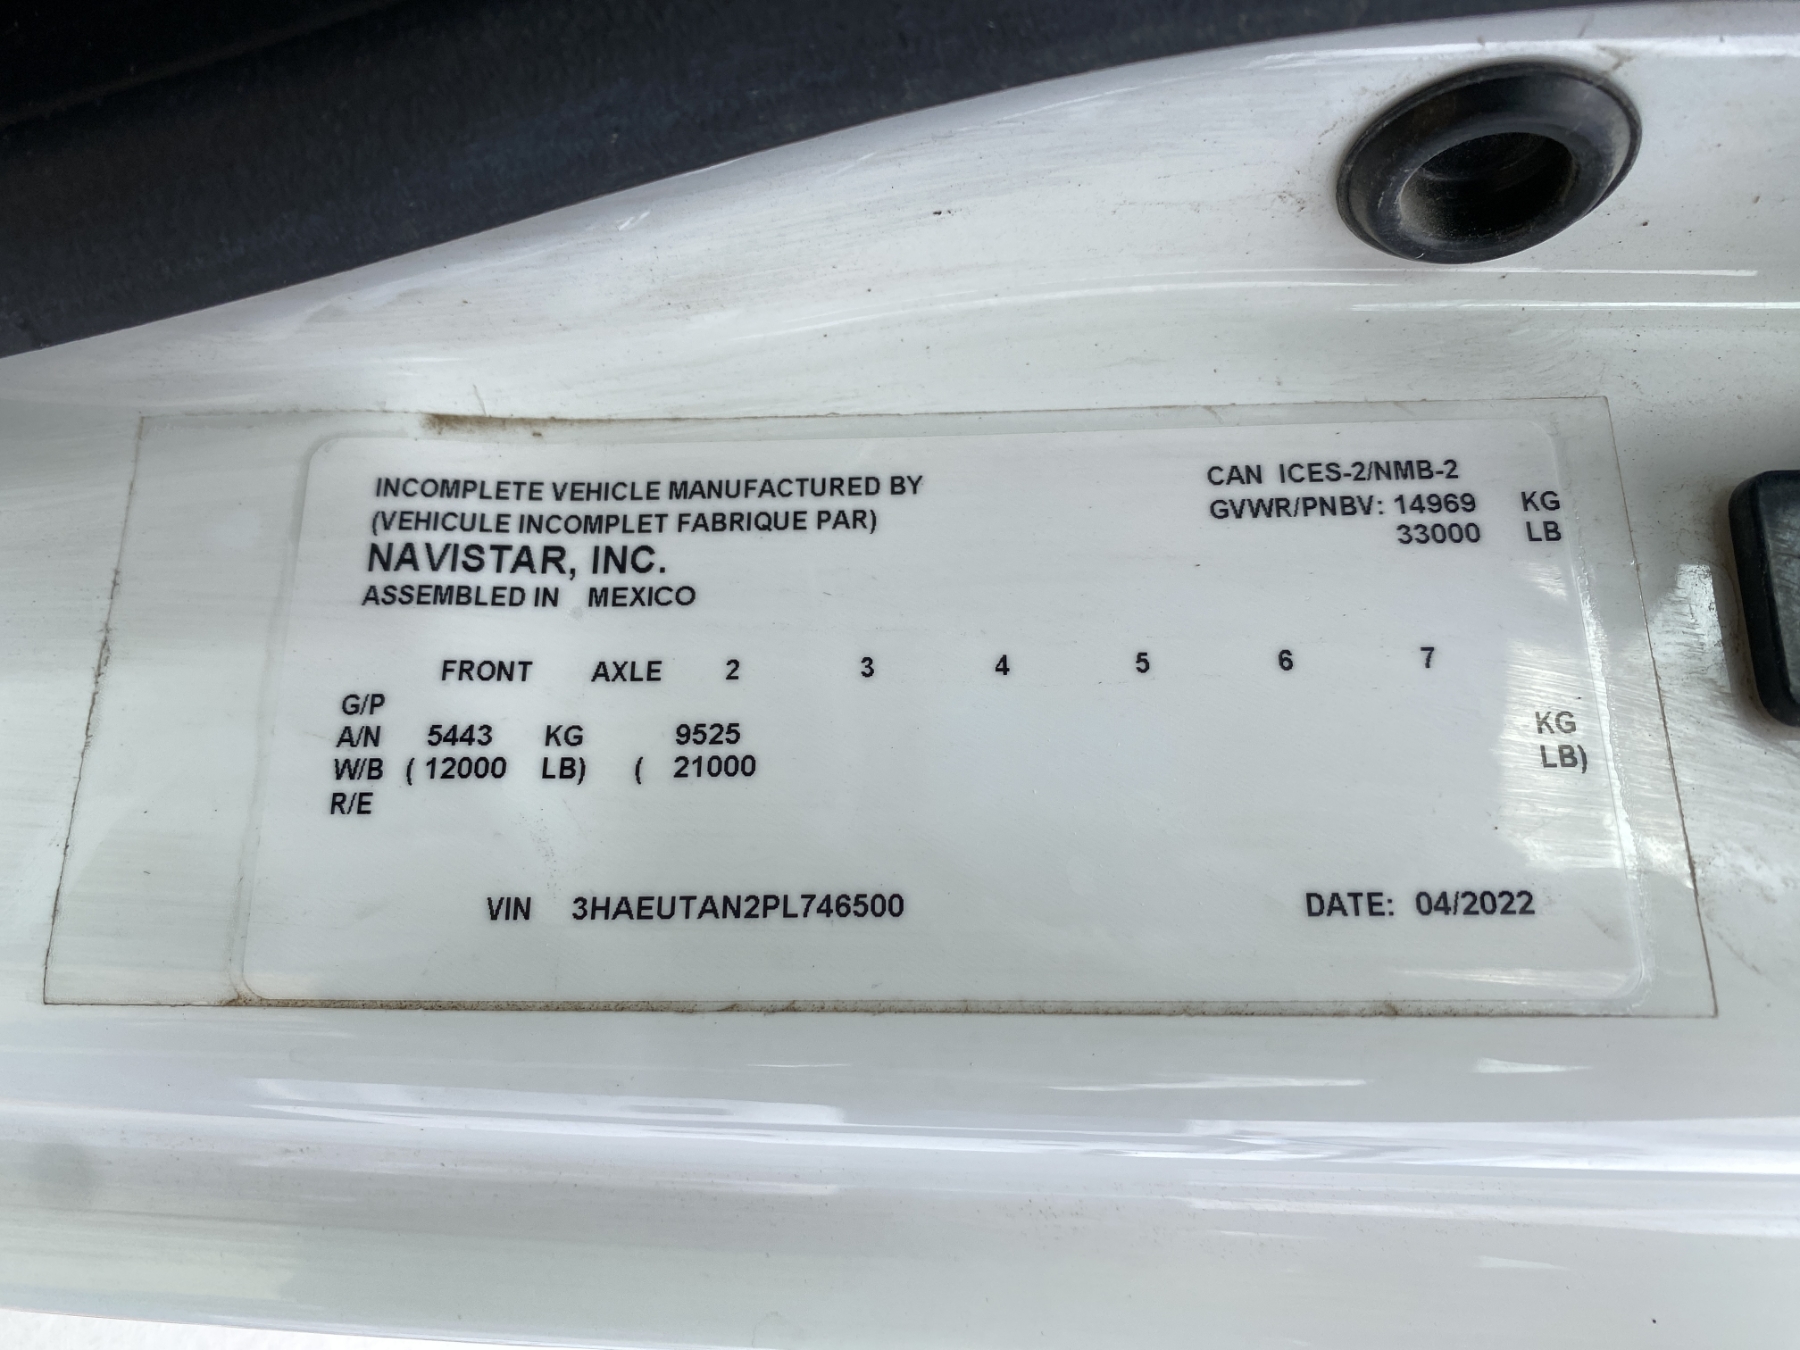 INCOMPLETE VEHICLE MANUFACTURED BY
(VEHICULE INCOMPLET FABRIQUE PAR)
NAVISTAR, INC.
ASSEMBLED IN MEXICO
CAN ICES-2/NMB-2
GVWR/PNBV: 14969 KG
33000 LB
FRONT AXLE 2 3 4 5 6 7
G/P
A/N 5443 KG 9525 KG
W/B (12000 LB) ( 21000 LB)
R/E
VIN 3HAEUTAN2PL746500 DATE: 04/2022